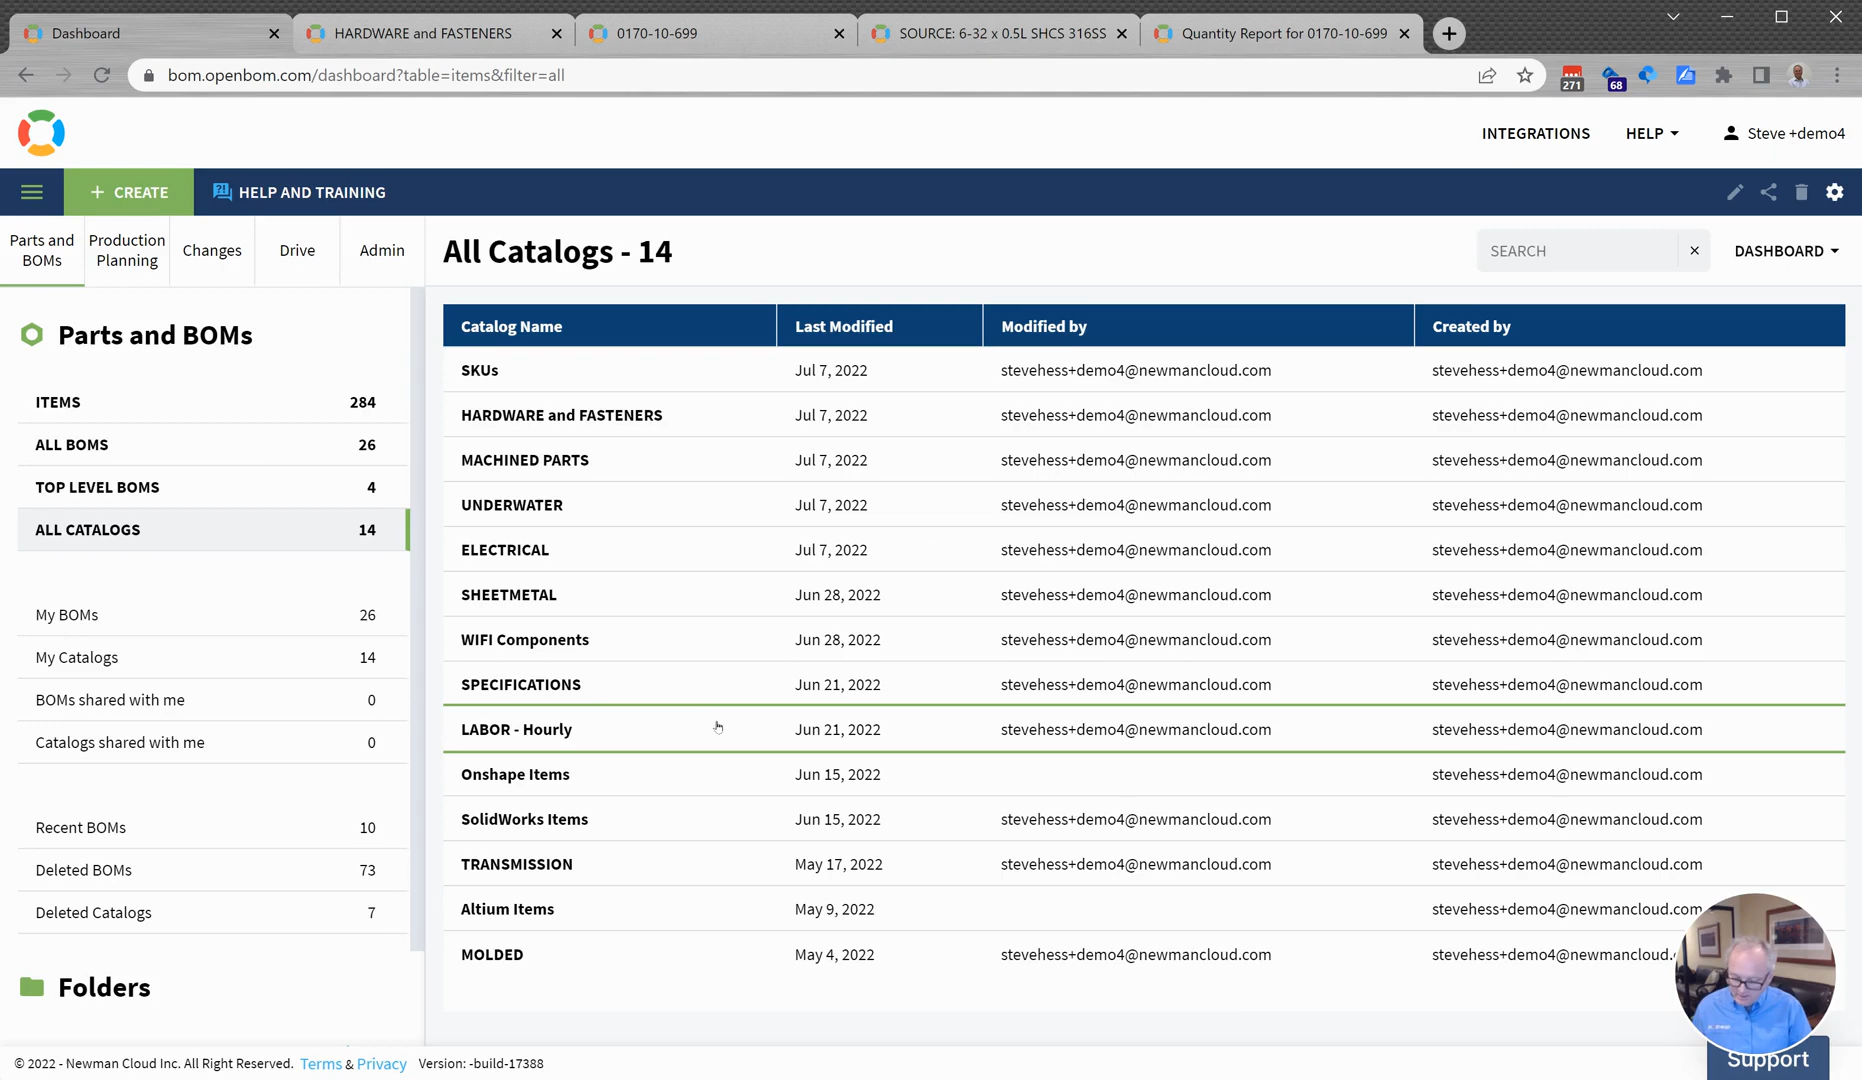 Dashboard
HARDWARE and FASTENERS
0170-10-699
SOURCE: 6-32 x 0.5L SHCS 316SS
Quantity Report for 0170-10-699
bom.openbom.com/dashboard?table=items&filter=all
271
68
INTEGRATIONS
HELP
Steve +demo4
CREATE
HELP AND TRAINING
Parts and BOMs
Production Planning
Changes
Drive
Admin
All Catalogs - 14
SEARCH
DASHBOARD
Parts and BOMs
ITEMS 284
ALL BOMS 26
TOP LEVEL BOMS 4
ALL CATALOGS 14
My BOMs 26
My Catalogs 14
BOMs shared with me 0
Catalogs shared with me 0
Recent BOMs 10
Deleted BOMs 73
Deleted Catalogs 7
Folders
Catalog Name Last Modified Modified by Created by
SKUs Jul 7, 2022 stevehess+demo4@newmancloud.com stevehess+demo4@newmancloud.com
HARDWARE and FASTENERS Jul 7, 2022 stevehess+demo4@newmancloud.com stevehess+demo4@newmancloud.com
MACHINED PARTS Jul 7, 2022 stevehess+demo4@newmancloud.com stevehess+demo4@newmancloud.com
UNDERWATER Jul 7, 2022 stevehess+demo4@newmancloud.com stevehess+demo4@newmancloud.com
ELECTRICAL Jul 7, 2022 stevehess+demo4@newmancloud.com stevehess+demo4@newmancloud.com
SHEETMETAL Jun 28, 2022 stevehess+demo4@newmancloud.com stevehess+demo4@newmancloud.com
WIFI Components Jun 28, 2022 stevehess+demo4@newmancloud.com stevehess+demo4@newmancloud.com
SPECIFICATIONS Jun 21, 2022 stevehess+demo4@newmancloud.com stevehess+demo4@newmancloud.com
LABOR - Hourly Jun 21, 2022 stevehess+demo4@newmancloud.com stevehess+demo4@newmancloud.com
Onshape Items Jun 15, 2022 stevehess+demo4@newmancloud.com
SolidWorks Items Jun 15, 2022 stevehess+demo4@newmancloud.com stevehess+demo4@newmancloud.com
TRANSMISSION May 17, 2022 stevehess+demo4@newmancloud.com stevehess+demo4@newmancloud.com
Altium Items May 9, 2022 stevehess+demo4@newmancloud.com
MOLDED May 4, 2022 stevehess+demo4@newmancloud.com stevehess+demo4@newmancloud.
© 2022 - Newman Cloud Inc. All Right Reserved. Terms & Privacy Version: -build-17388
Support